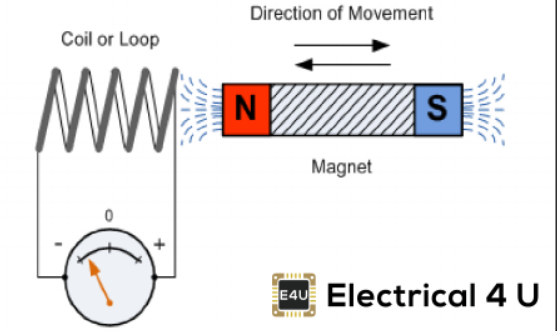 Direction of Movement
Coil or Loop
N
S
Magnet
0
- +
E4U
Electrical 4 U